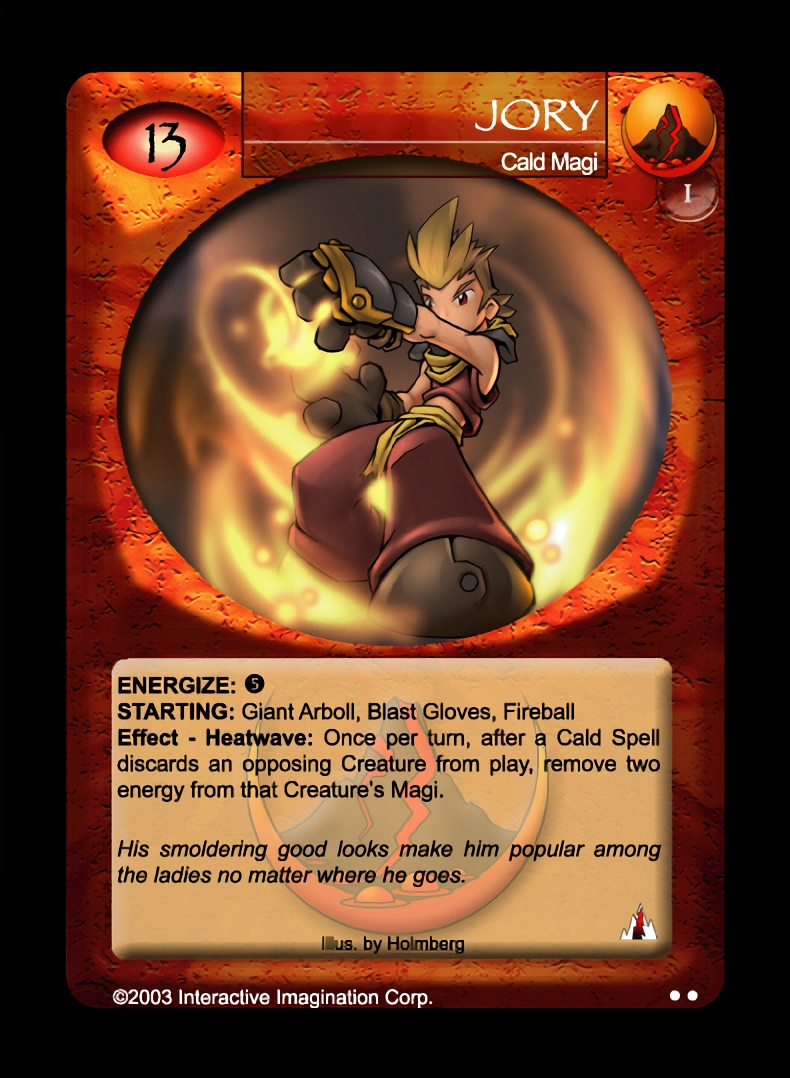 13
JORY
Cald Magi
I
ENERGIZE: 5
STARTING: Giant Arboll, Blast Gloves, Fireball
Effect - Heatwave: Once per turn, after a Cald Spell
discards an opposing Creature from play, remove two
energy from that Creature's Magi.
His smoldering good looks make him popular among
the ladies no matter where he goes.
Illus. by Holmberg
©2003 Interactive Imagination Corp.